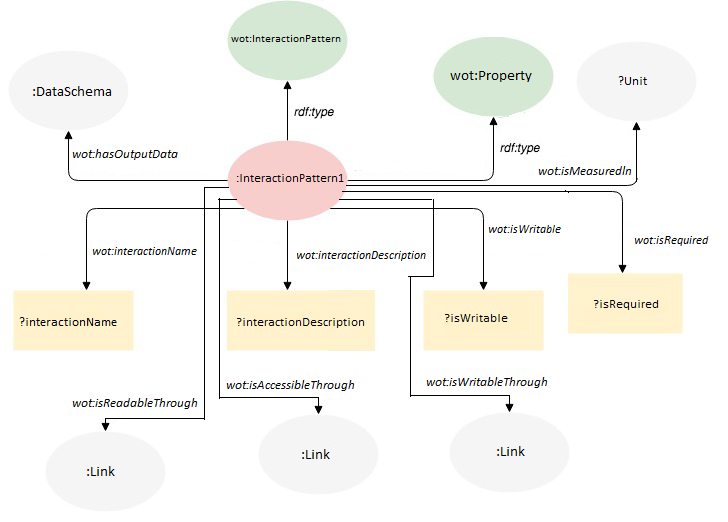 wot:InteractionPattern
:DataSchema
wot:Property
?Unit
rdf:type
rdf:type
wot:hasOutputData
wot:isMeasuredIn
:InteractionPattern1
wot:isWritable
wot:isRequired
wot:interactionName
wot:interactionDescription
?isRequired
?interactionName
?interactionDescription
?isWritable
wot:isAccessibleThrough
wot:isWritableThrough
wot:isReadableThrough
:Link
:Link
:Link